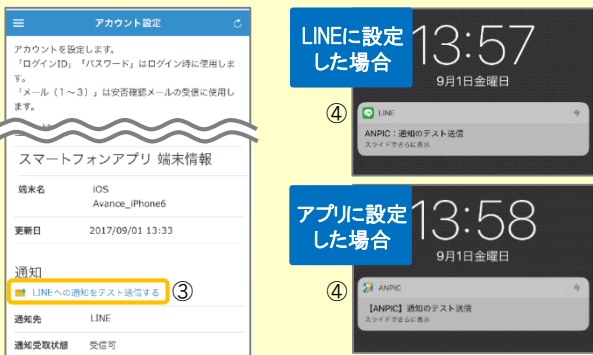 アカウント設定
アカウントを設定します。
「ログインID」「パスワード」はログイン時に使用しま
す。
「メール（1～3）」は安否確認メールの受信に使用し
ます。
スマートフォンアプリ 端末情報
端末名 iOS
Avance_iPhone6
更新日 2017/09/01 13:33
通知
LINEへの通知をテスト送信する ③
通知先 LINE
通知受取状態 受信可
LINEに設定
した場合
13:57
9月1日金曜日
④
LINE
ANPIC：通知のテスト送信
スライドでさらに表示
アプリに設定
した場合
13:58
9月1日金曜日
④
ANPIC
【ANPIC】通知のテスト送信
スライドでさらに表示